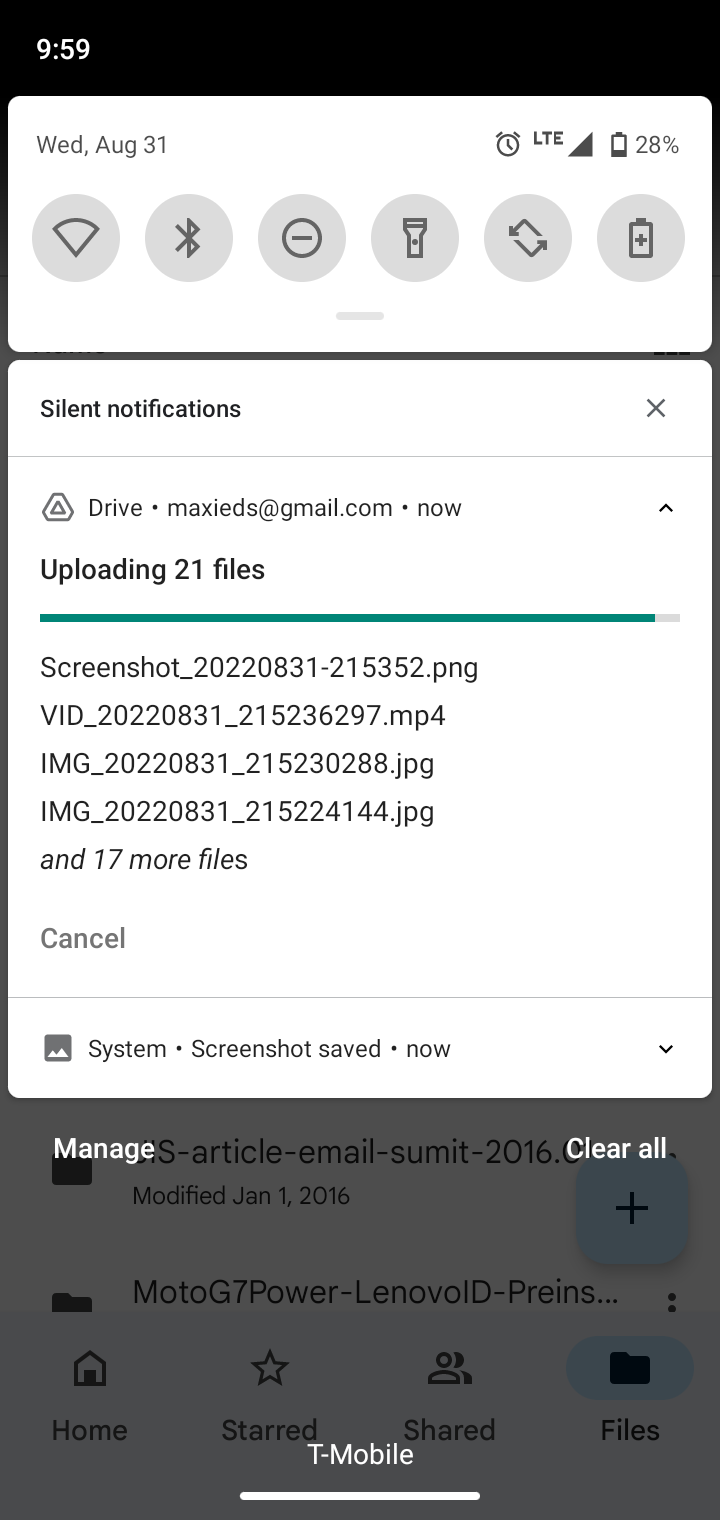 9:59
Wed, Aug 31
LTE
28%
Silent notifications
Drive • maxieds@gmail.com • now
Uploading 21 files
Screenshot_20220831-215352.png
VID_20220831_215236297.mp4
IMG_20220831_215230288.jpg
IMG_20220831_215224144.jpg
and 17 more files
Cancel
System • Screenshot saved • now
Manage
Clear all
IS-article-email-sumit-2016.
Modified Jan 1, 2016
MotoG7Power-LenovoID-Preins...
Home
Starred
Shared
Files
T-Mobile